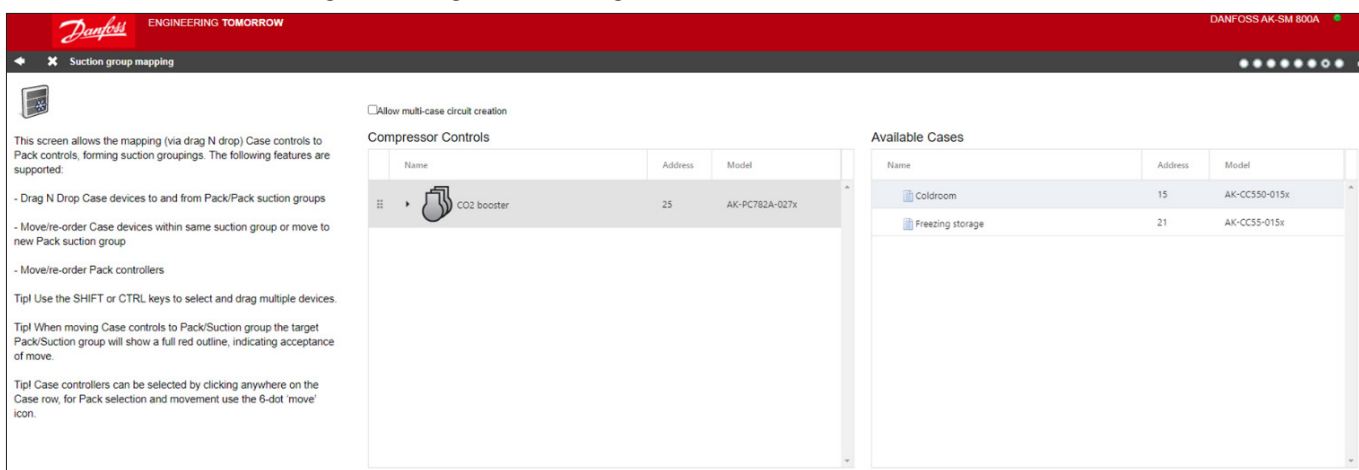 Danfoss
ENGINEERING TOMORROW
DANFOSS AK-SM 800A
Suction group mapping
This screen allows the mapping (via drag N drop) Case controls to
Pack controls, forming suction groupings. The following features are
supported:
- Drag N Drop Case devices to and from Pack/Pack suction groups
- Move/re-order Case devices within same suction group or move to
new Pack suction group
- Move/re-order Pack controllers
Tip! Use the SHIFT or CTRL keys to select and drag multiple devices.
Tip! When moving Case controls to Pack/Suction group the target
Pack/Suction group will show a full red outline, indicating acceptance
of move.
Tip! Case controllers can be selected by clicking anywhere on the
Case row, for Pack selection and movement use the 6-dot 'move'
icon.
Allow multi-case circuit creation
Compressor Controls
Name Address Model
CO2 booster 25 AK-PC782A-027x
Available Cases
Name Address Model
Coldroom 15 AK-CC550-015x
Freezing storage 21 AK-CC55-015x